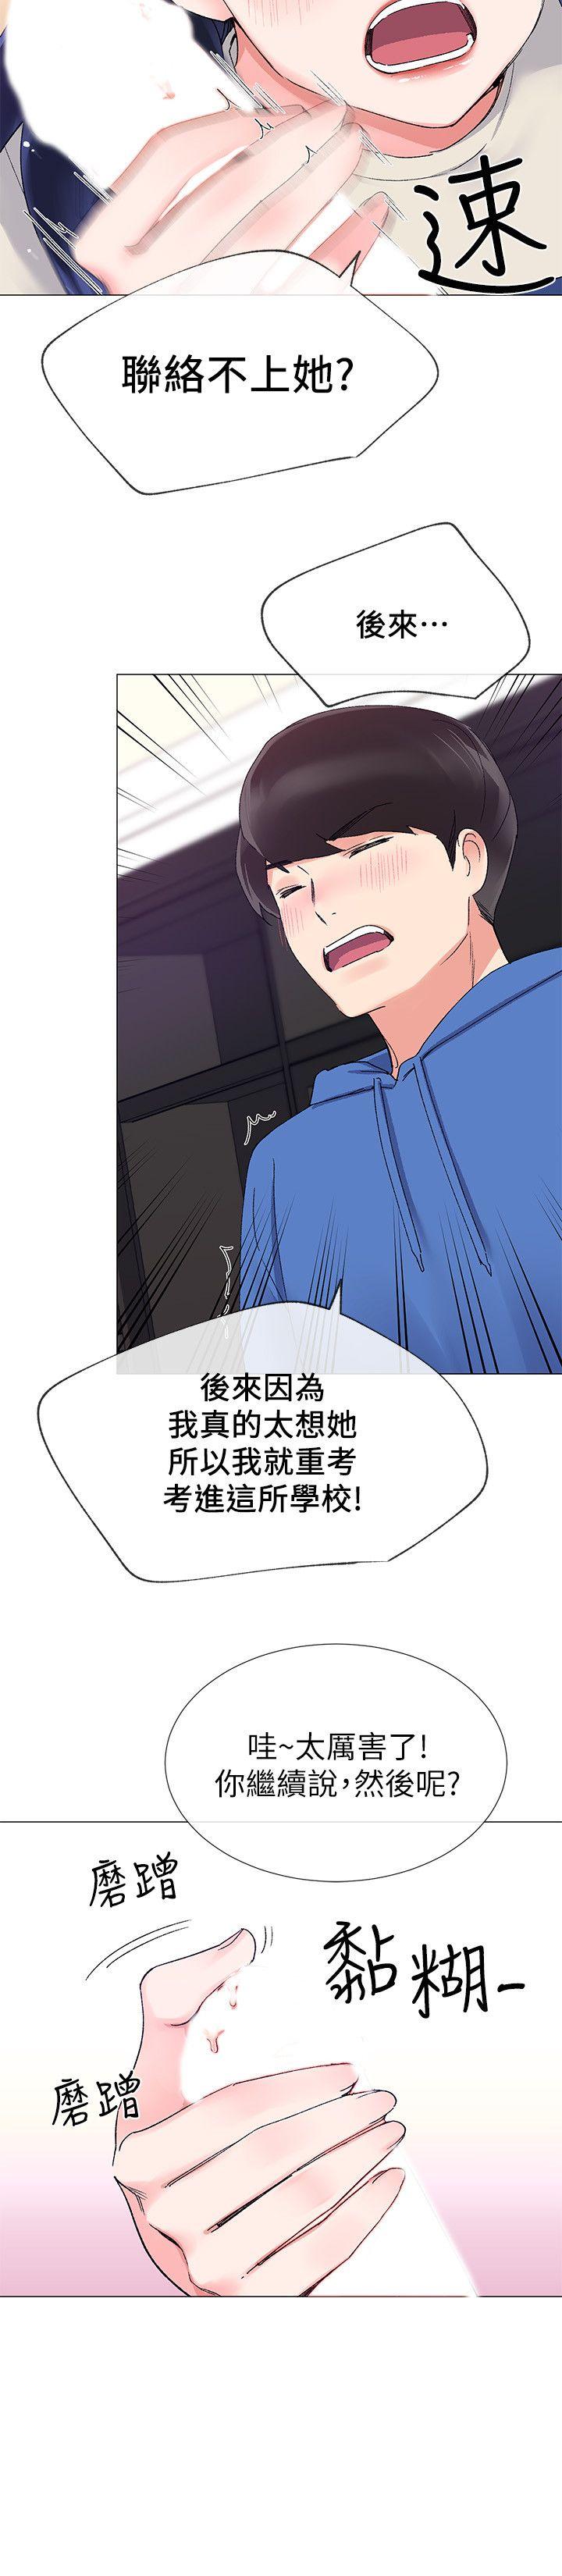 速
聯絡不上她?
後來…
後來因為
我真的太想她
所以我就重考
考進這所學校!
哇~太厲害了!
你繼續說,然後呢?
磨蹭
黏糊-
磨蹭